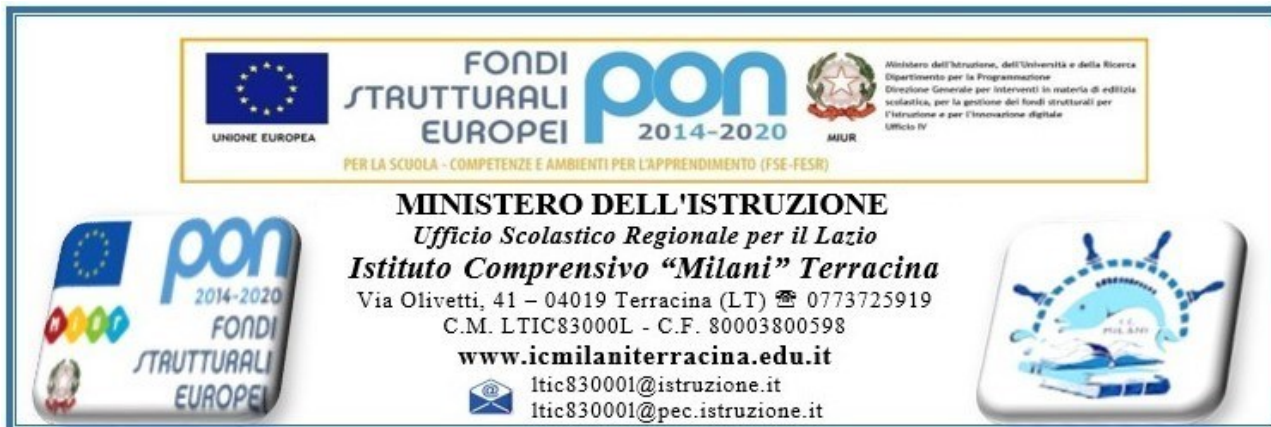 UNIONE EUROPEA
FONDI
STRUTTURALI
EUROPEI
pon
2014-2020
MIUR
Ministero dell'Istruzione, dell'Università e della Ricerca
Dipartimento per la Programmazione
Direzione Generale per interventi in materia di edilizia
scolastica, per la gestione dei fondi strutturali per
l'istruzione e per l'innovazione digitale
Ufficio IV
PER LA SCUOLA - COMPETENZE E AMBIENTI PER L'APPRENDIMENTO (FSE-FESR)
MINISTERO DELL'ISTRUZIONE
Ufficio Scolastico Regionale per il Lazio
Istituto Comprensivo “Milani” Terracina
Via Olivetti, 41 – 04019 Terracina (LT) ☎ 0773725919
C.M. LTIC83000L - C.F. 80003800598
www.icmilaniterracina.edu.it
ltic83000l@istruzione.it
ltic83000l@pec.istruzione.it
pon
2014-2020
MIUR
FONDI
STRUTTURALI
EUROPEI
I.C.
MILANI